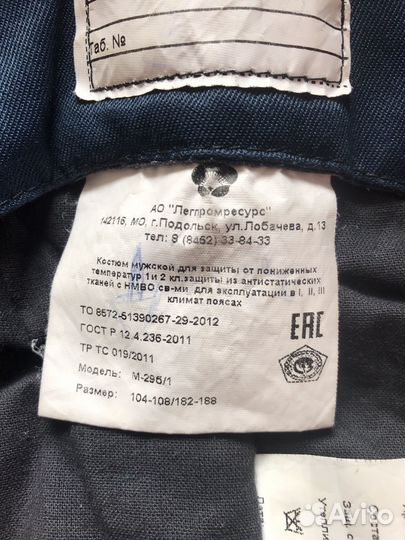 Таб. №
АО "Легпромресурс"
142116, МО, г.Подольск, ул.Лобачева, д.13
тел: 8 (8452) 33-84-33
Костюм мужской для защиты от пониженных
температур 1и 2 кл.защиты из антистатических
тканей с НМВО св-ми для эксплуатации в I, II, III
климат поясах
ТО 8572-51390267-29-2012
ГОСТ Р 12.4.236-2011
ТР ТС 019/2011
Модель: М-295/1
Размер: 104-108/182-188
ЕАС
Avito